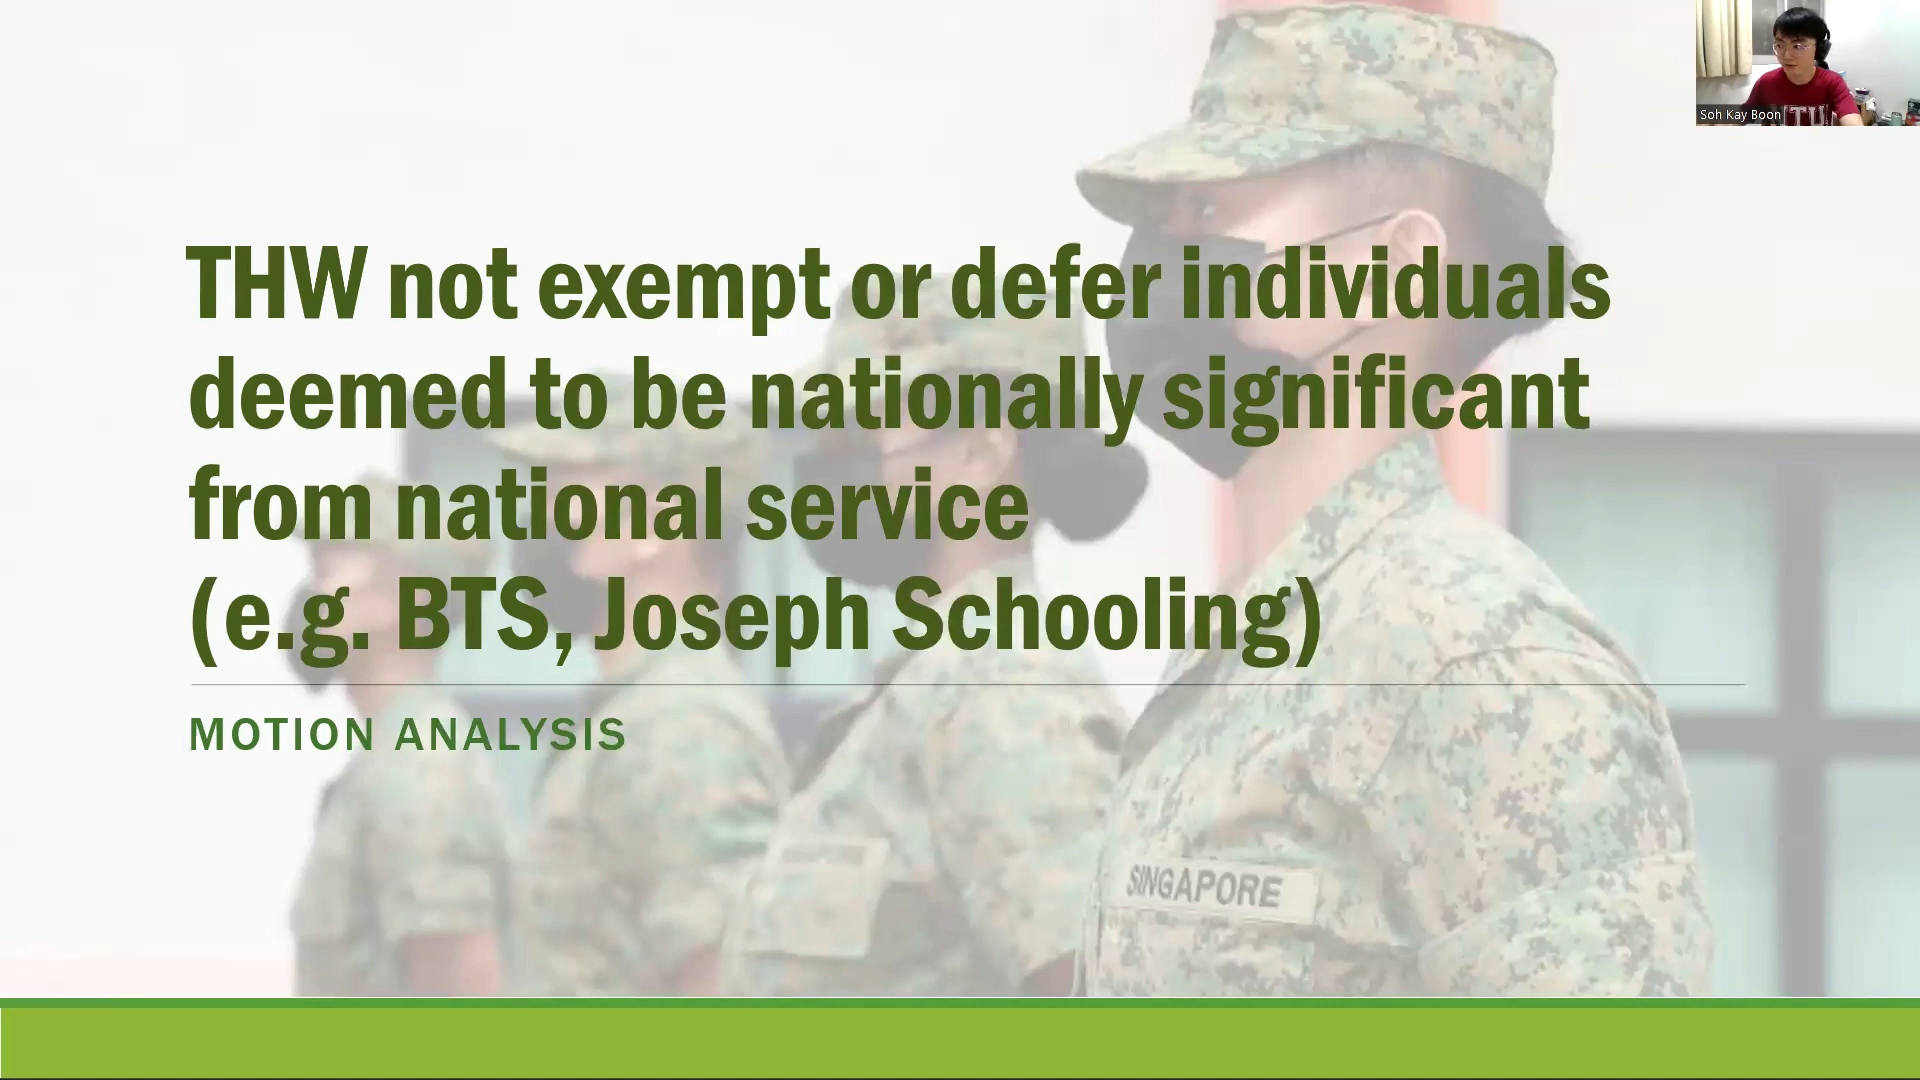 Soh Kay Boon
THW not exempt or defer individuals
deemed to be nationally significant
from national service
(e.g. BTS, Joseph Schooling)
MOTION ANALYSIS
SINGAPORE